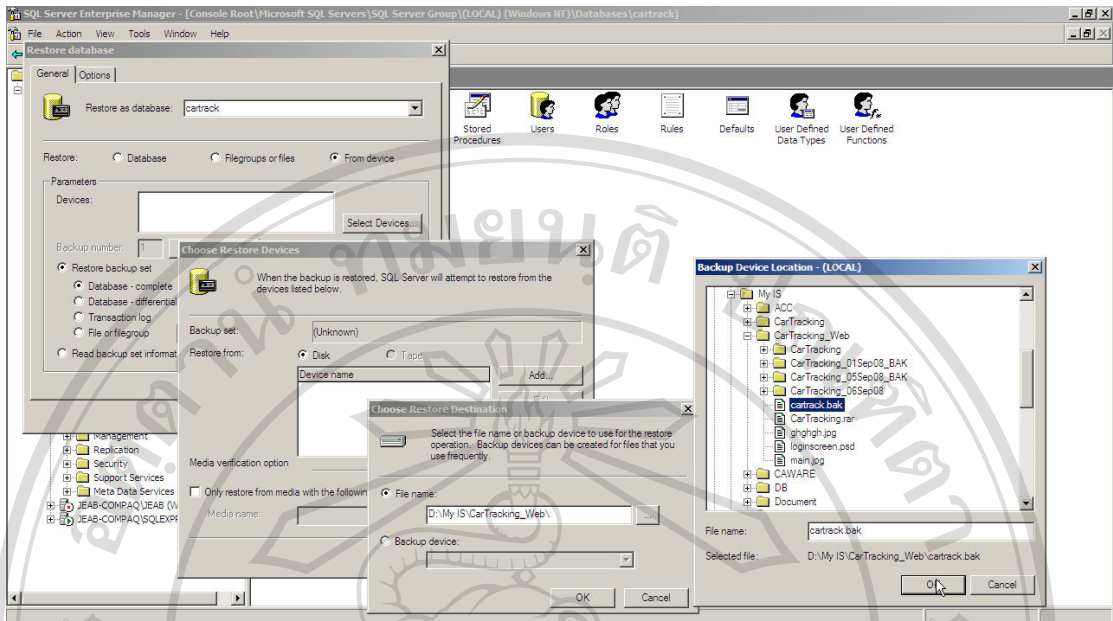 SQL Server Enterprise Manager - [Console Root\Microsoft SQL Servers\SQL Server Group\(LOCAL) (Windows NT)\Databases\cartrack]
File Action View Tools Window Help
Restore database
General Options
Restore as database: cartrack
Restore: Database Filegroups or files From device
Parameters
Devices:
Select Devices...
Backup number: 1
Restore backup set
Database - complete
Database - differential
Transaction log
File or filegroup
Read backup set informat
Stored Procedures
Users
Roles
Rules
Defaults
User Defined Data Types
User Defined Functions
Management
Replication
Security
Support Services
Meta Data Services
JEAB-COMPAQ\JEAB (W
JEAB-COMPAQ\SQLEXPR
Choose Restore Devices
When the backup is restored, SQL Server will attempt to restore from the
devices listed below.
Backup set: (Unknown)
Restore from: Disk Tape
Device name
Add...
Media verification option
Only restore from media with the followin
Media name:
Choose Restore Destination
Select the file name or backup device to use for the restore
operation. Backup devices can be created for files that you
use frequently.
File name:
D:\My IS\CarTracking_Web\
...
Backup device:
OK Cancel
Backup Device Location - (LOCAL)
My IS
ACC
CarTracking
CarTracking_Web
CarTracking
CarTracking_01Sep08_BAK
CarTracking_05Sep08_BAK
CarTracking_06Sep08
cartrack.bak
CarTracking.rar
ghghgh.jpg
loginscreen.psd
main.jpg
CAWARE
DB
Document
File name: cartrack.bak
Selected file: D:\My IS\CarTracking_Web\cartrack.bak
OK Cancel